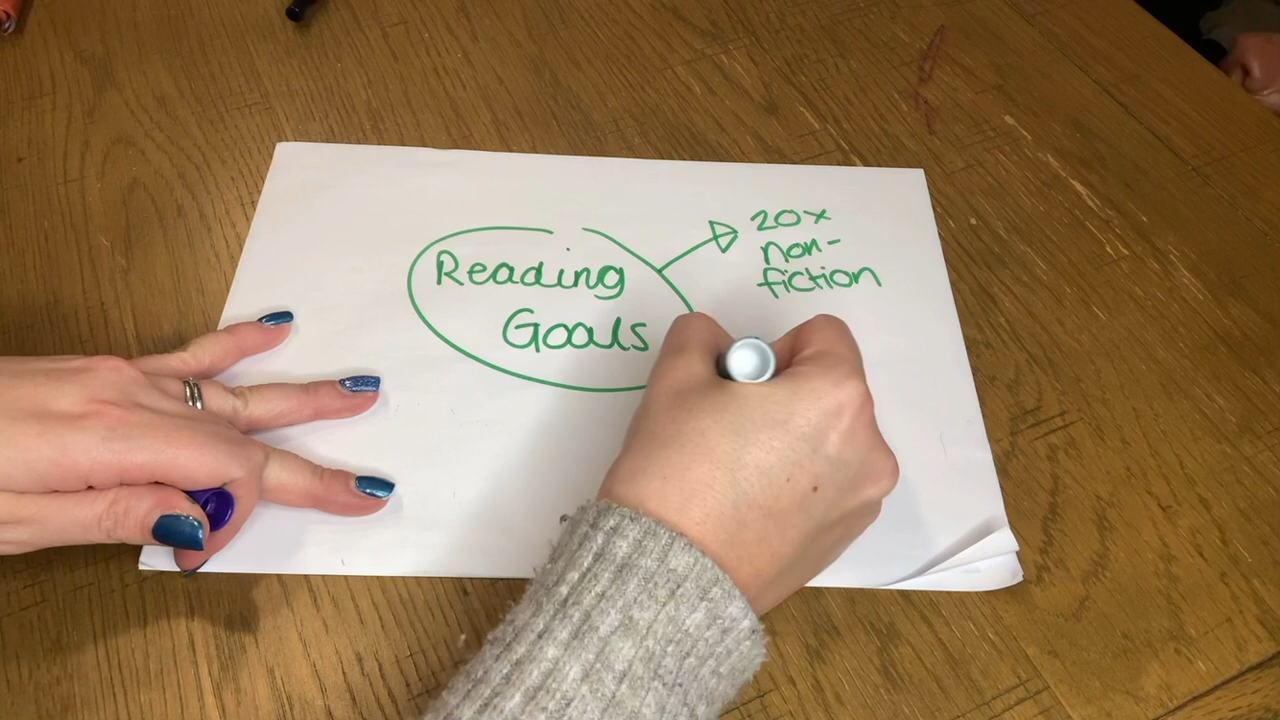 Reading
Goals
20x
non-
fiction